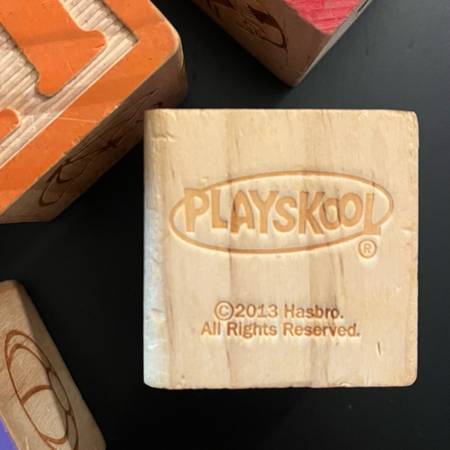 PLAYSKOOL®
©2013 Hasbro.
All Rights Reserved.